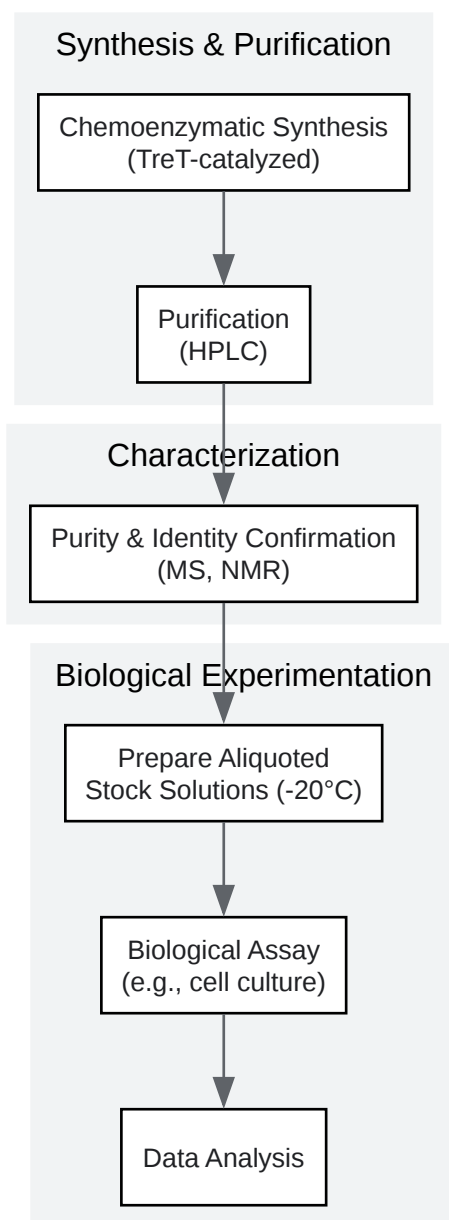 Synthesis & Purification
Chemoenzymatic Synthesis
(TreT-catalyzed)
Purification
(HPLC)
Characterization
Purity & Identity Confirmation
(MS, NMR)
Biological Experimentation
Prepare Aliquoted
Stock Solutions (-20°C)
Biological Assay
(e.g., cell culture)
Data Analysis